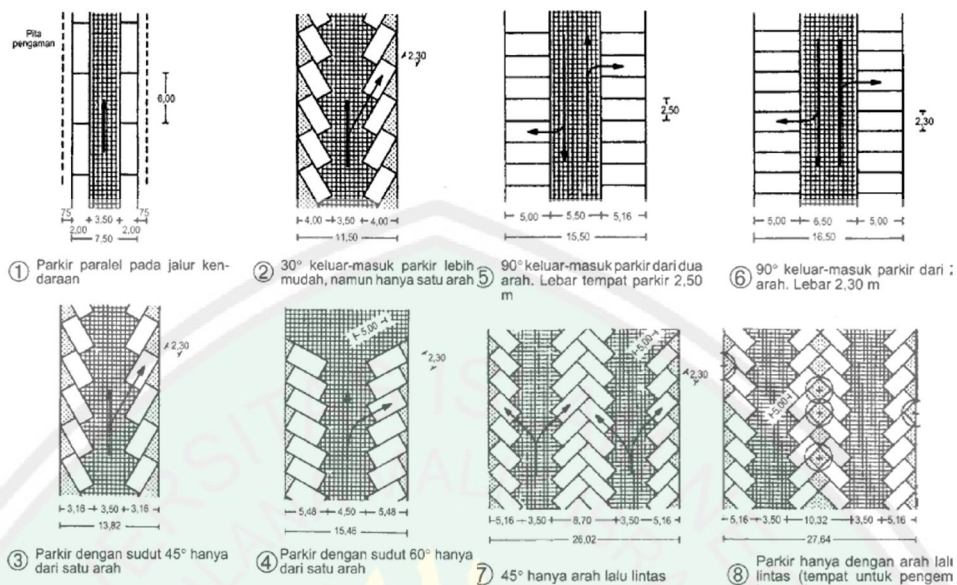 Pita
pengaman
6,00
75 3,50 75
2,00 2,00
7,50
① Parkir paralel pada jalur ken-
daraan
2,30
4,00 3,50 4,00
11,50
② 30° keluar-masuk parkir lebih
mudah, namun hanya satu arah
2,50
5,00 5,50 5,16
15,50
⑤ 90° keluar-masuk parkir dari dua
arah. Lebar tempat parkir 2,50
m
2,30
5,00 6,50 5,00
16,50
⑥ 90° keluar-masuk parkir dari 2
arah. Lebar 2,30 m
2,30
3,16 3,50 3,16
13,82
③ Parkir dengan sudut 45° hanya
dari satu arah
5,00
2,30
5,48 4,50 5,48
15,46
④ Parkir dengan sudut 60° hanya
dari satu arah
5,00
2,30
5,16 3,50 8,70 3,50 5,16
26,02
⑦ 45° hanya arah lalu lintas
5,00
5,16 3,50 10,32 3,50 5,16
27,64
⑧ Parkir hanya dengan arah lalu
lintas (tempat untuk pengem